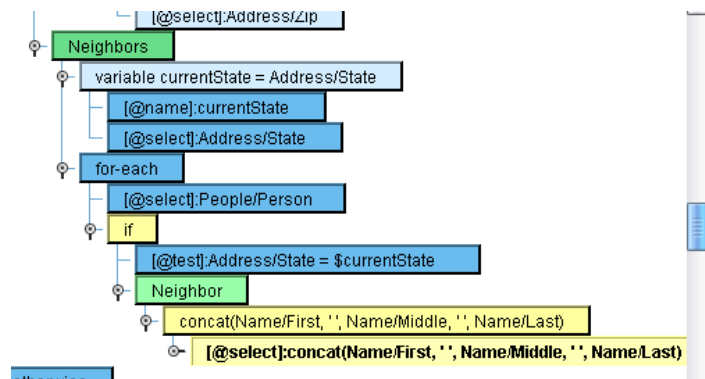 [@select]:Address/Zip
Neighbors
variable currentState = Address/State
[@name]:currentState
[@select]:Address/State
for-each
[@select]:People/Person
if
[@test]:Address/State = $currentState
Neighbor
concat(Name/First, ' ', Name/Middle, ' ', Name/Last)
[@select]:concat(Name/First, ' ', Name/Middle, ' ', Name/Last)
otherwise